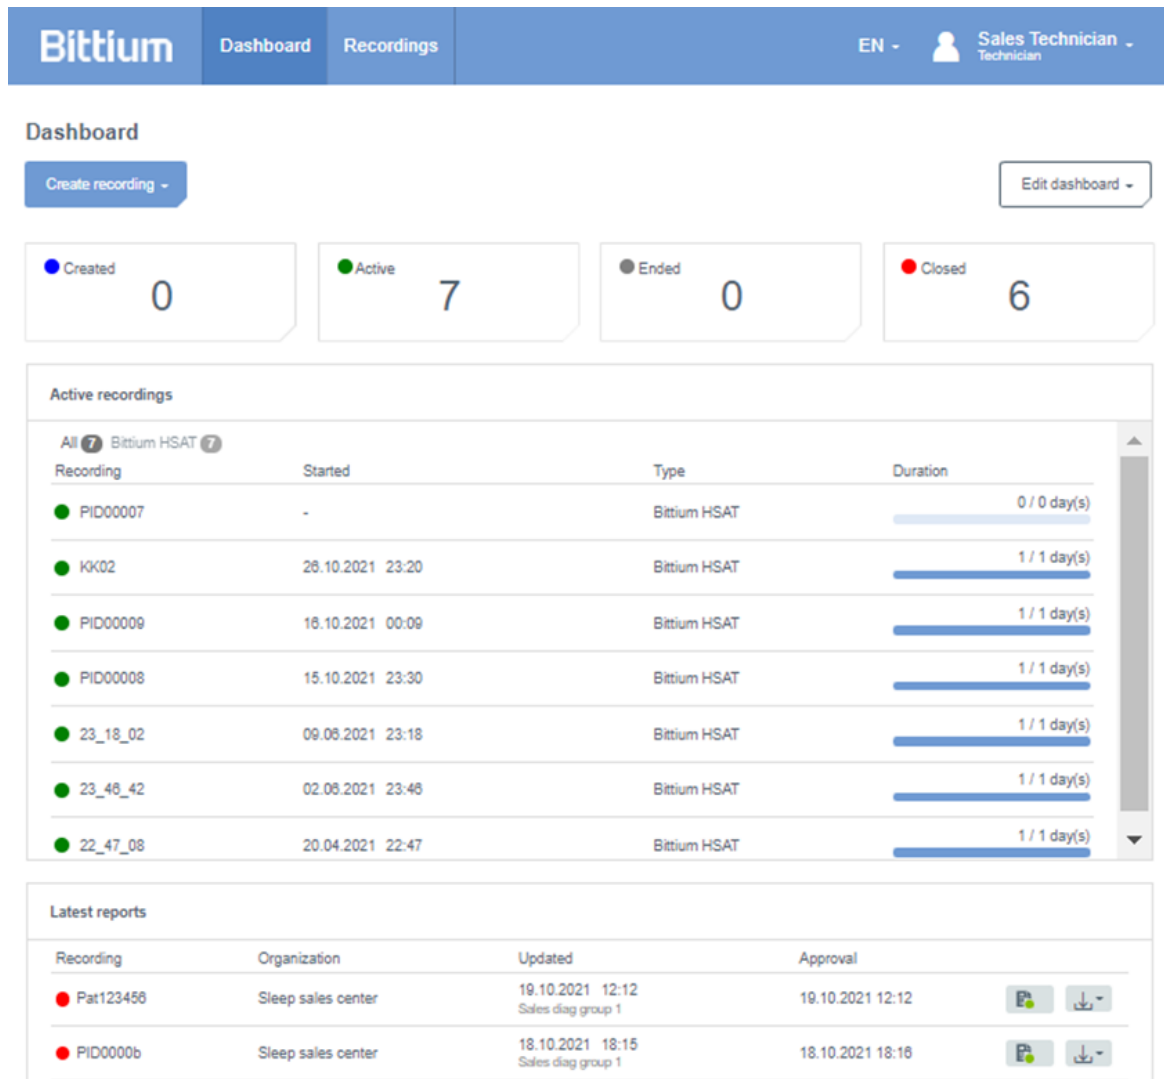 Bittium Dashboard Recordings EN Sales Technician
Technician
Dashboard
Create recording Edit dashboard
Created Active Ended Closed
0 7 0 6
Active recordings
All 7 Bittium HSAT 7
Recording Started Type Duration
PID00007 - Bittium HSAT 0 / 0 day(s)
KK02 26.10.2021 23:20 Bittium HSAT 1 / 1 day(s)
PID00009 16.10.2021 00:09 Bittium HSAT 1 / 1 day(s)
PID00008 15.10.2021 23:30 Bittium HSAT 1 / 1 day(s)
23_18_02 09.06.2021 23:18 Bittium HSAT 1 / 1 day(s)
23_46_42 02.06.2021 23:46 Bittium HSAT 1 / 1 day(s)
22_47_08 20.04.2021 22:47 Bittium HSAT 1 / 1 day(s)
Latest reports
Recording Organization Updated Approval
Pat123456 Sleep sales center 19.10.2021 12:12 19.10.2021 12:12
Sales diag group 1
PID0000b Sleep sales center 18.10.2021 18:15 18.10.2021 18:16
Sales diag group 1